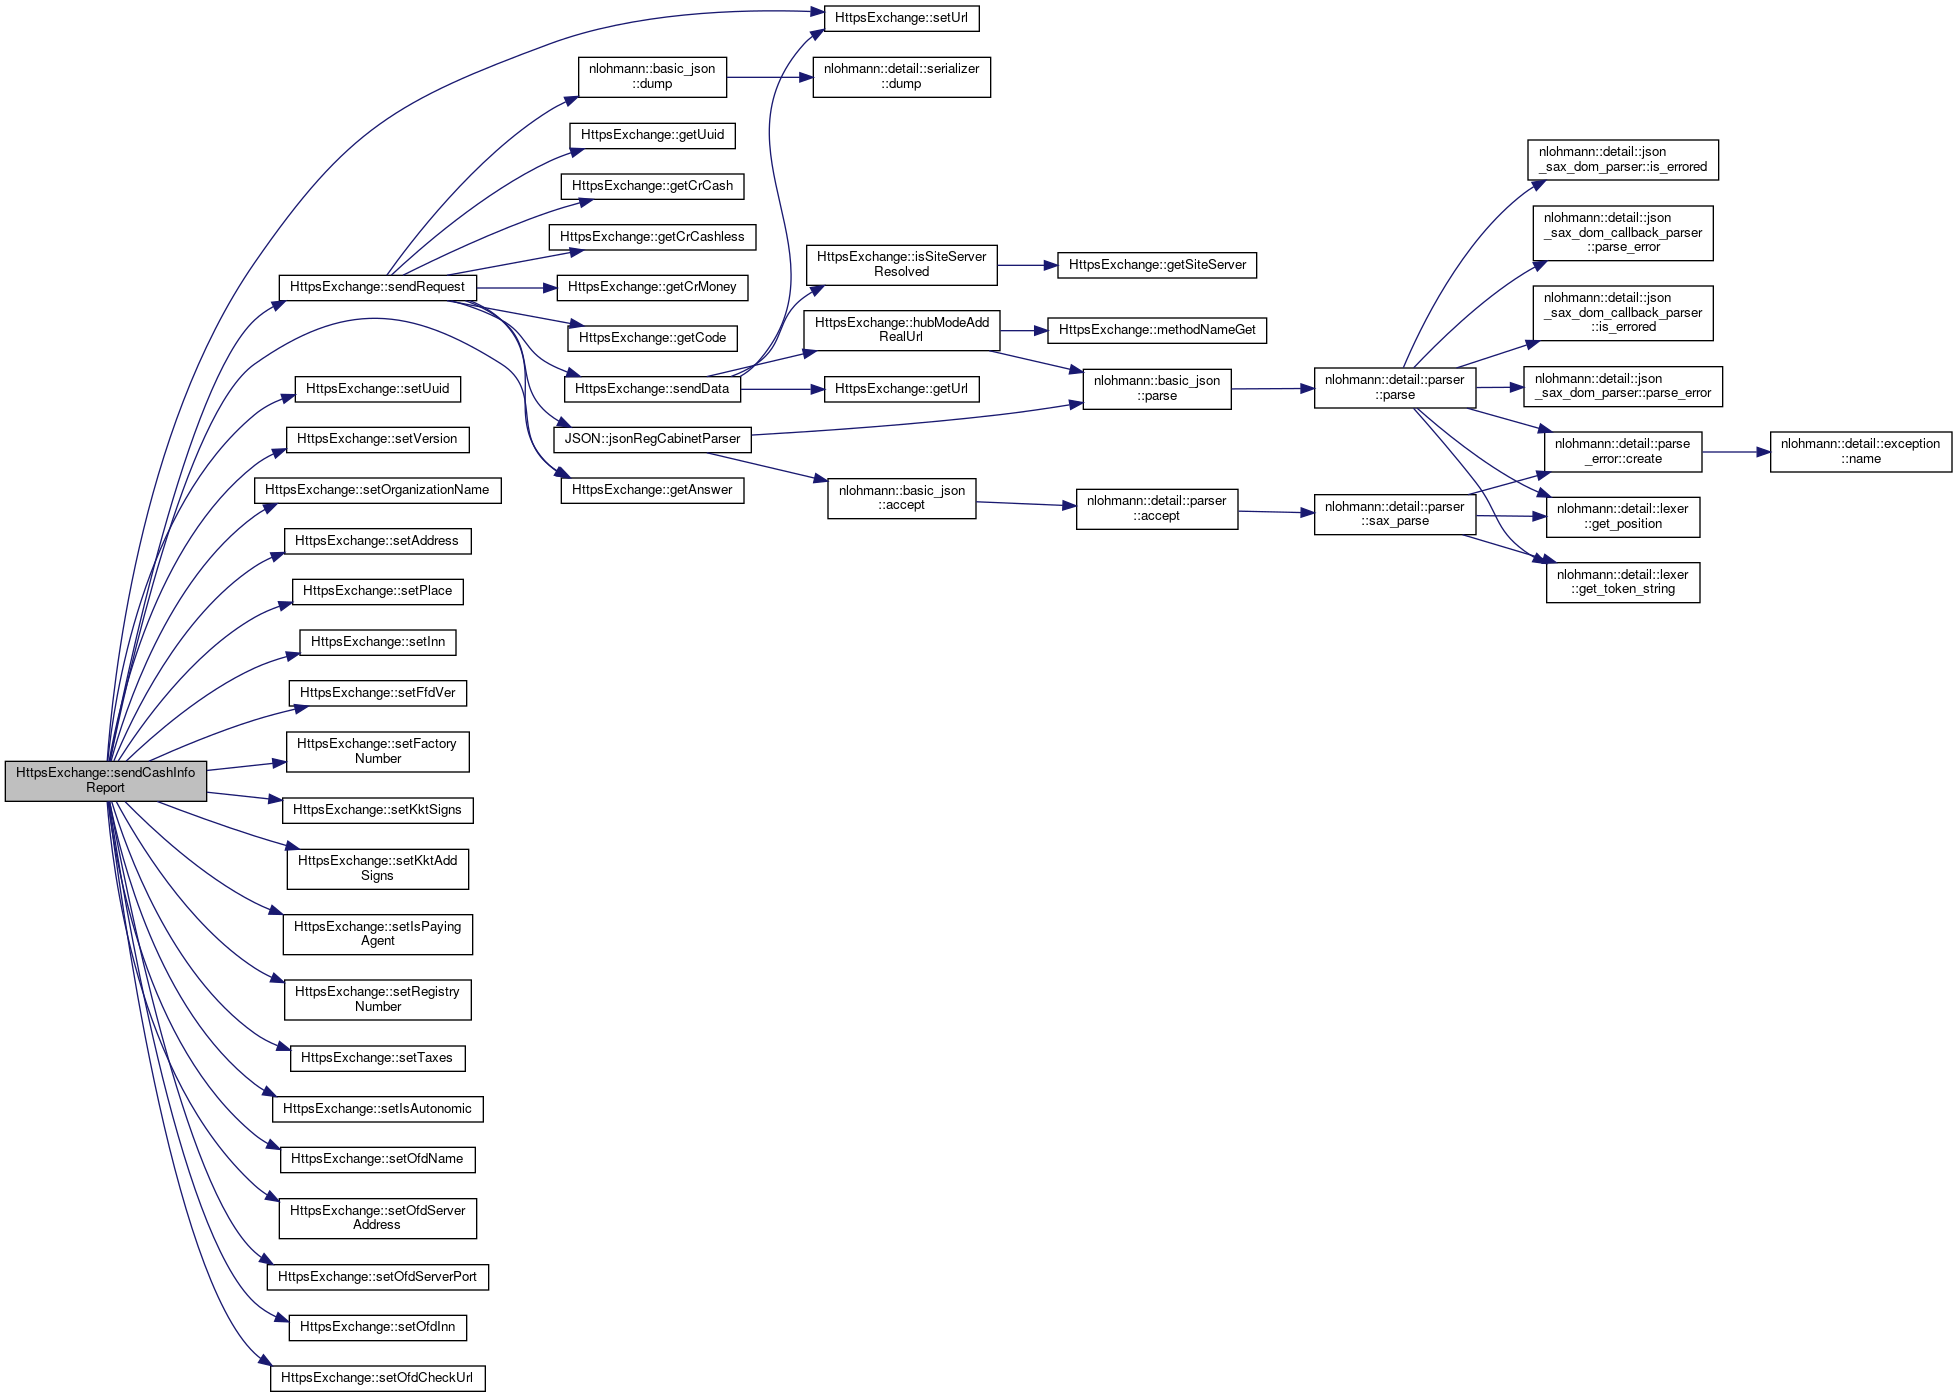 HttpsExchange::sendCashInfo
Report
HttpsExchange::setUrl
nlohmann::basic_json
::dump
nlohmann::detail::serializer
::dump
HttpsExchange::getUuid
HttpsExchange::getCrCash
HttpsExchange::getCrCashless
HttpsExchange::sendRequest
HttpsExchange::getCrMoney
HttpsExchange::getCode
HttpsExchange::sendData
JSON::jsonRegCabinetParser
HttpsExchange::getAnswer
HttpsExchange::isSiteServer
Resolved
HttpsExchange::getSiteServer
HttpsExchange::hubModeAdd
RealUrl
HttpsExchange::methodNameGet
HttpsExchange::getUrl
nlohmann::basic_json
::parse
nlohmann::basic_json
::accept
nlohmann::detail::parser
::accept
nlohmann::detail::parser
::parse
nlohmann::detail::parser
::sax_parse
nlohmann::detail::json
_sax_dom_parser::is_errored
nlohmann::detail::json
_sax_dom_callback_parser
::parse_error
nlohmann::detail::json
_sax_dom_callback_parser
::is_errored
nlohmann::detail::json
_sax_dom_parser::parse_error
nlohmann::detail::parse
_error::create
nlohmann::detail::exception
::name
nlohmann::detail::lexer
::get_position
nlohmann::detail::lexer
::get_token_string
HttpsExchange::setUuid
HttpsExchange::setVersion
HttpsExchange::setOrganizationName
HttpsExchange::setAddress
HttpsExchange::setPlace
HttpsExchange::setInn
HttpsExchange::setFfdVer
HttpsExchange::setFactory
Number
HttpsExchange::setKktSigns
HttpsExchange::setKktAdd
Signs
HttpsExchange::setIsPaying
Agent
HttpsExchange::setRegistry
Number
HttpsExchange::setTaxes
HttpsExchange::setIsAutonomic
HttpsExchange::setOfdName
HttpsExchange::setOfdServer
Address
HttpsExchange::setOfdServerPort
HttpsExchange::setOfdInn
HttpsExchange::setOfdCheckUrl